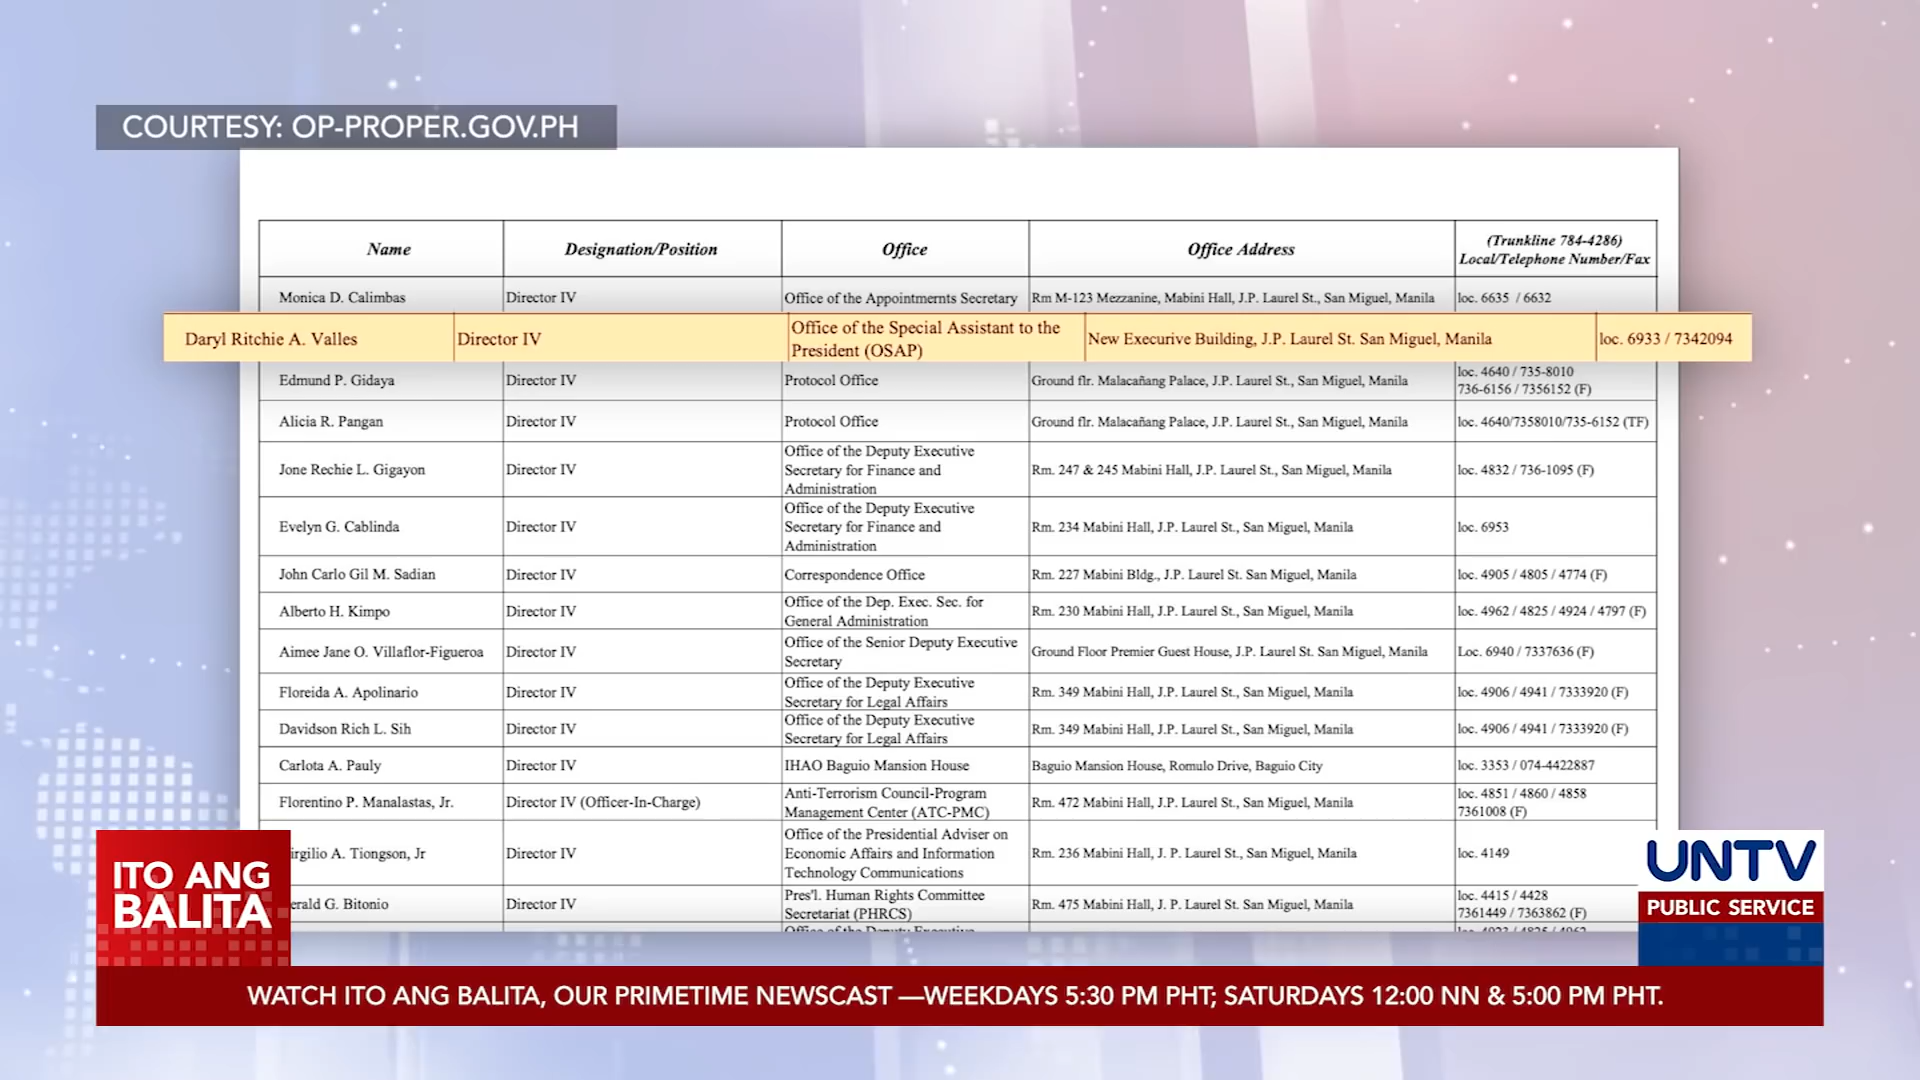 COURTESY: OP-PROPER.GOV.PH
Name Designation/Position Office Office Address (Trunkline 784-4286)
Local/Telephone Number/Fax
Monica D. Calimbas Director IV Office of the Appointmernts Secretary Rm M-123 Mezzanine, Mabini Hall, J.P. Laurel St., San Miguel, Manila loc. 6635 / 6632
Daryl Ritchie A. Valles Director IV Office of the Special Assistant to the New Execurive Building, J.P. Laurel St. San Miguel, Manila loc. 6933 / 7342094
President (OSAP)
Edmund P. Gidaya Director IV Protocol Office Ground flr. Malacañang Palace, J.P. Laurel St., San Miguel, Manila loc. 4640 / 735-8010
736-6156 / 7356152 (F)
Alicia R. Pangan Director IV Protocol Office Ground flr. Malacañang Palace, J.P. Laurel St., San Miguel, Manila loc. 4640/7358010/735-6152 (TF)
Jone Rechie L. Gigayon Director IV Office of the Deputy Executive Rm. 247 & 245 Mabini Hall, J.P. Laurel St., San Miguel, Manila loc. 4832 / 736-1095 (F)
Secretary for Finance and
Administration
Evelyn G. Cablinda Director IV Office of the Deputy Executive Rm. 234 Mabini Hall, J.P. Laurel St., San Miguel, Manila loc. 6953
Secretary for Finance and
Administration
John Carlo Gil M. Sadian Director IV Correspondence Office Rm. 227 Mabini Bldg., J.P. Laurel St. San Miguel, Manila loc. 4905 / 4805 / 4774 (F)
Alberto H. Kimpo Director IV Office of the Dep. Exec. Sec. for Rm. 230 Mabini Hall, J.P. Laurel St., San Miguel, Manila loc. 4962 / 4825 / 4924 / 4797 (F)
General Administration
Aimee Jane O. Villaflor-Figueroa Director IV Office of the Senior Deputy Executive Ground Floor Premier Guest House, J.P. Laurel St. San Miguel, Manila Loc. 6940 / 7337636 (F)
Secretary
Floreida A. Apolinario Director IV Office of the Deputy Executive Rm. 349 Mabini Hall, J.P. Laurel St., San Miguel, Manila loc. 4906 / 4941 / 7333920 (F)
Secretary for Legal Affairs
Davidson Rich L. Sih Director IV Office of the Deputy Executive Rm. 349 Mabini Hall, J.P. Laurel St., San Miguel, Manila loc. 4906 / 4941 / 7333920 (F)
Secretary for Legal Affairs
Carlota A. Pauly Director IV IHAO Baguio Mansion House Baguio Mansion House, Romulo Drive, Baguio City loc. 3353 / 074-4422887
Florentino P. Manalastas, Jr. Director IV (Officer-In-Charge) Anti-Terrorism Council-Program Rm. 472 Mabini Hall, J.P. Laurel St., San Miguel, Manila loc. 4851 / 4860 / 4858
Management Center (ATC-PMC) 7361008 (F)
irgilio A. Tiongson, Jr Director IV Office of the Presidential Adviser on Rm. 236 Mabini Hall, J. P. Laurel St., San Miguel, Manila loc. 4149
Economic Affairs and Information
Technology Communications
erald G. Bitonio Director IV Pres'l. Human Rights Committee Rm. 475 Mabini Hall, J. P. Laurel St. San Miguel, Manila loc. 4415 / 4428
Secretariat (PHRCS) 7361449 / 7363862 (F)
Office of the Deputy Executive
ITO ANG
BALITA
UNTV
PUBLIC SERVICE
WATCH ITO ANG BALITA, OUR PRIMETIME NEWSCAST —WEEKDAYS 5:30 PM PHT; SATURDAYS 12:00 NN & 5:00 PM PHT.